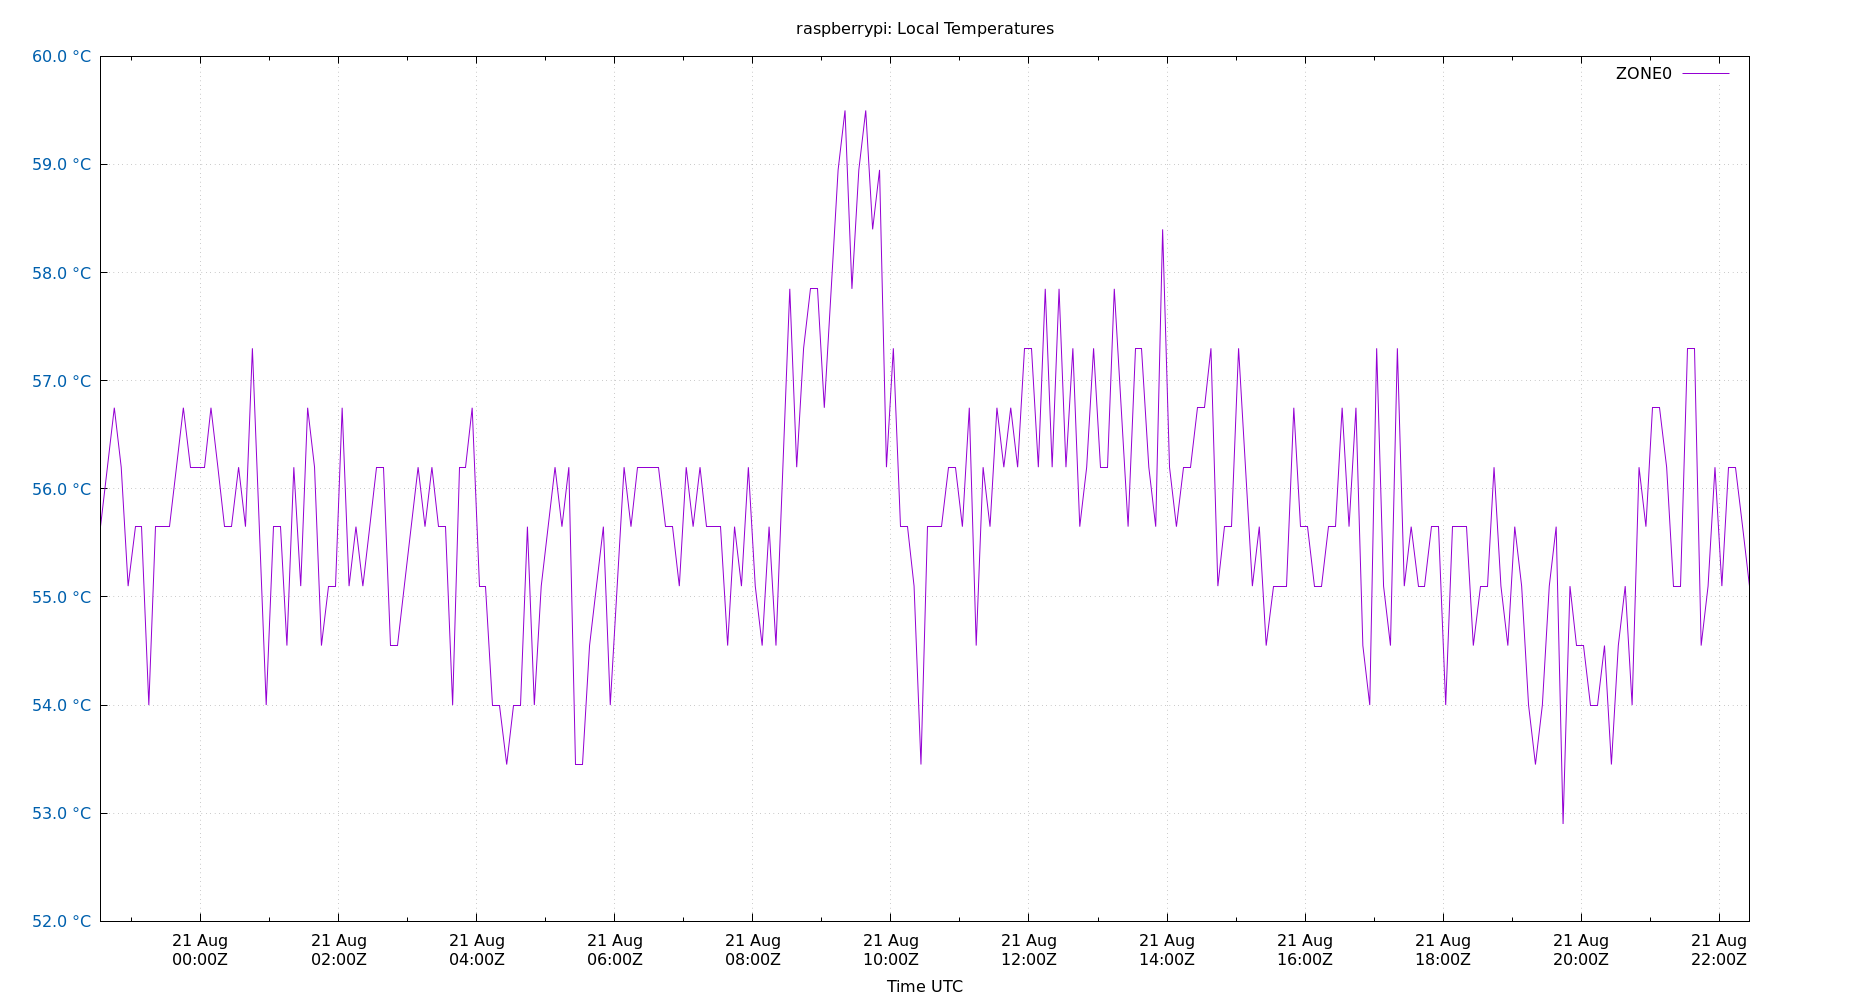 raspberrypi: Local Temperatures
60.0 °C
ZONE0
59.0 °C
58.0 °C
57.0 °C
56.0 °C
55.0 °C
54.0 °C
53.0 °C
52.0 °C
21 Aug 21 Aug 21 Aug 21 Aug 21 Aug 21 Aug 21 Aug 21 Aug 21 Aug 21 Aug 21 Aug 21 Aug
00:00Z 02:00Z 04:00Z 06:00Z 08:00Z 10:00Z 12:00Z 14:00Z 16:00Z 18:00Z 20:00Z 22:00Z
Time UTC